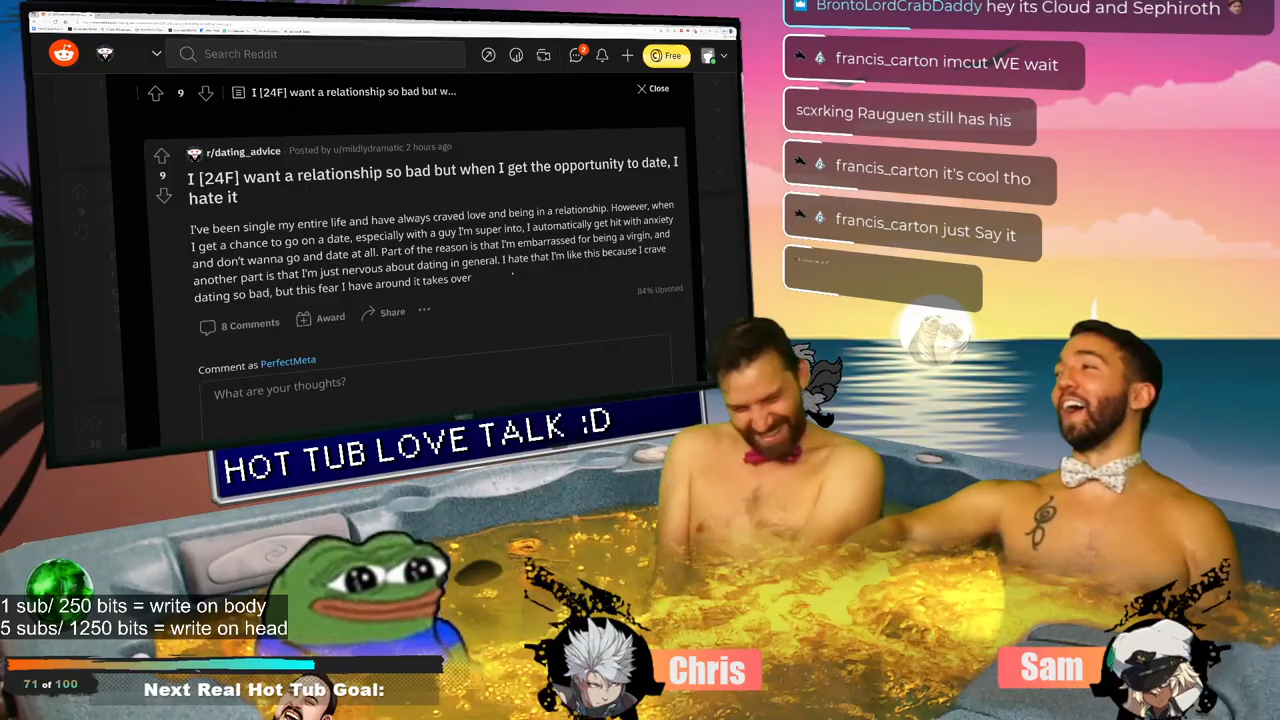 Search Reddit
2
Free
9
I [24F] want a relationship so bad but w...
Close
r/dating_advice · Posted by u/mildlydramatic 2 hours ago
9
I [24F] want a relationship so bad but when I get the opportunity to date, I
hate it
I've been single my entire life and have always craved love and being in a relationship. However, when
I get a chance to go on a date, especially with a guy I'm super into, I automatically get hit with anxiety
and don't wanna go and date at all. Part of the reason is that I'm embarrassed for being a virgin, and
another part is that I'm just nervous about dating in general. I hate that I'm like this because I crave
dating so bad, but this fear I have around it takes over
84% Upvoted
8 Comments
Award
Share
Comment as PerfectMeta
What are your thoughts?
38
HOT TUB LOVE TALK :D
BrontoLordCrabDaddy hey its Cloud and Sephiroth
francis_carton imcut WE wait
scxrking Rauguen still has his
francis_carton it's cool tho
francis_carton just Say it
1 sub/ 250 bits = write on body
5 subs/ 1250 bits = write on head
71 of 100
Next Real Hot Tub Goal:
Chris
Sam